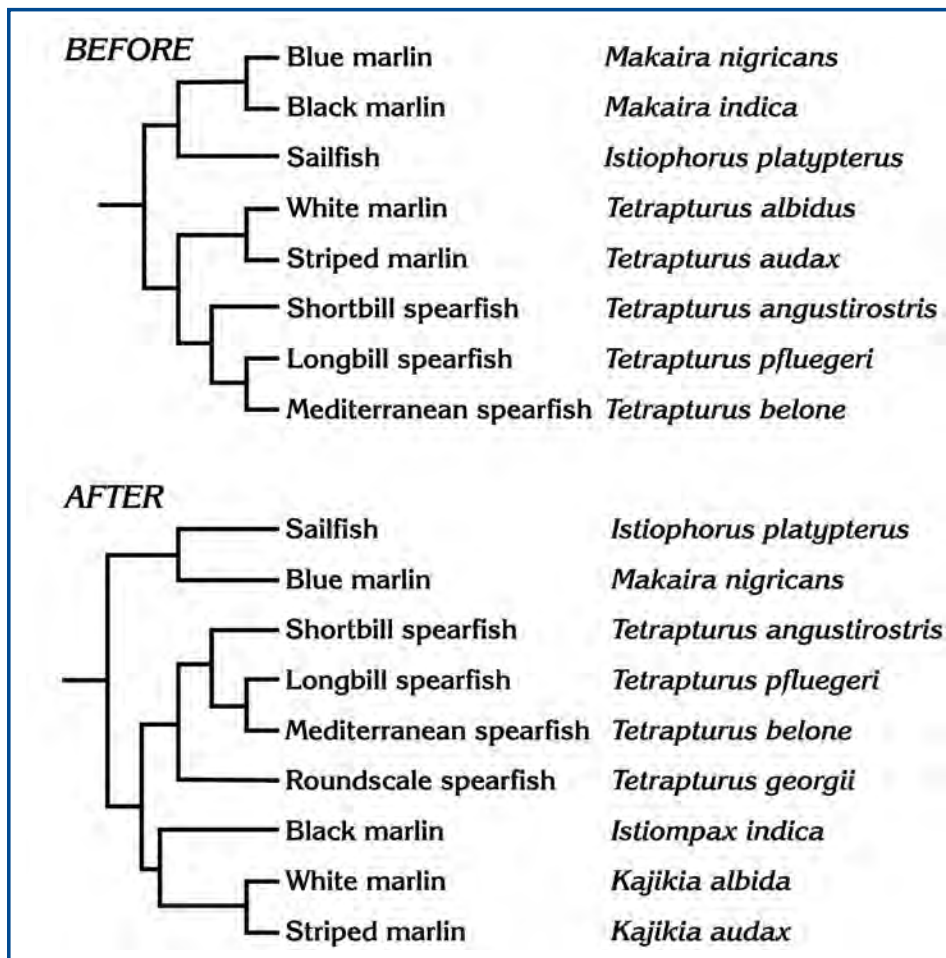 BEFORE
Blue marlin Makaira nigricans
Black marlin Makaira indica
Sailfish Istiophorus platypterus
White marlin Tetrapturus albidus
Striped marlin Tetrapturus audax
Shortbill spearfish Tetrapturus angustirostris
Longbill spearfish Tetrapturus pfluegeri
Mediterranean spearfish Tetrapturus belone
AFTER
Sailfish Istiophorus platypterus
Blue marlin Makaira nigricans
Shortbill spearfish Tetrapturus angustirostris
Longbill spearfish Tetrapturus pfluegeri
Mediterranean spearfish Tetrapturus belone
Roundscale spearfish Tetrapturus georgii
Black marlin Istiompax indica
White marlin Kajikia albida
Striped marlin Kajikia audax